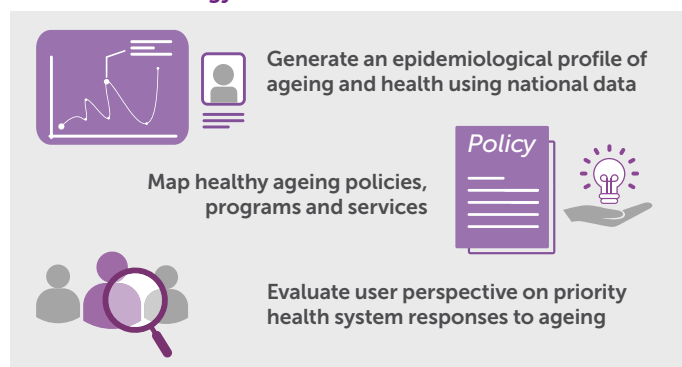 Generate an epidemiological profile of
ageing and health using national data
Policy
Map healthy ageing policies,
programs and services
Evaluate user perspective on priority
health system responses to ageing